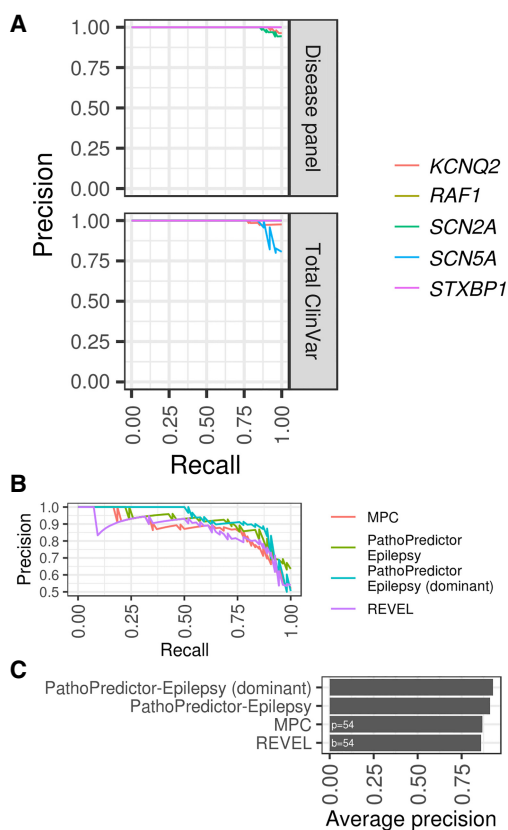 A
1.00
0.75
0.50
0.25
0.00
Disease panel
1.00
0.75
0.50
0.25
0.00
Total ClinVar
Precision
0.00
0.25
0.50
0.75
1.00
Recall
KCNQ2
RAF1
SCN2A
SCN5A
STXBP1
B
1.0
0.9
0.8
0.7
0.6
0.5
Precision
0.00
0.25
0.50
0.75
1.00
Recall
MPC
PathoPredictor
Epilepsy
PathoPredictor
Epilepsy (dominant)
REVEL
C
PathoPredictor-Epilepsy (dominant)
PathoPredictor-Epilepsy
MPC
p=54
REVEL
b=54
0.00
0.25
0.50
0.75
Average precision